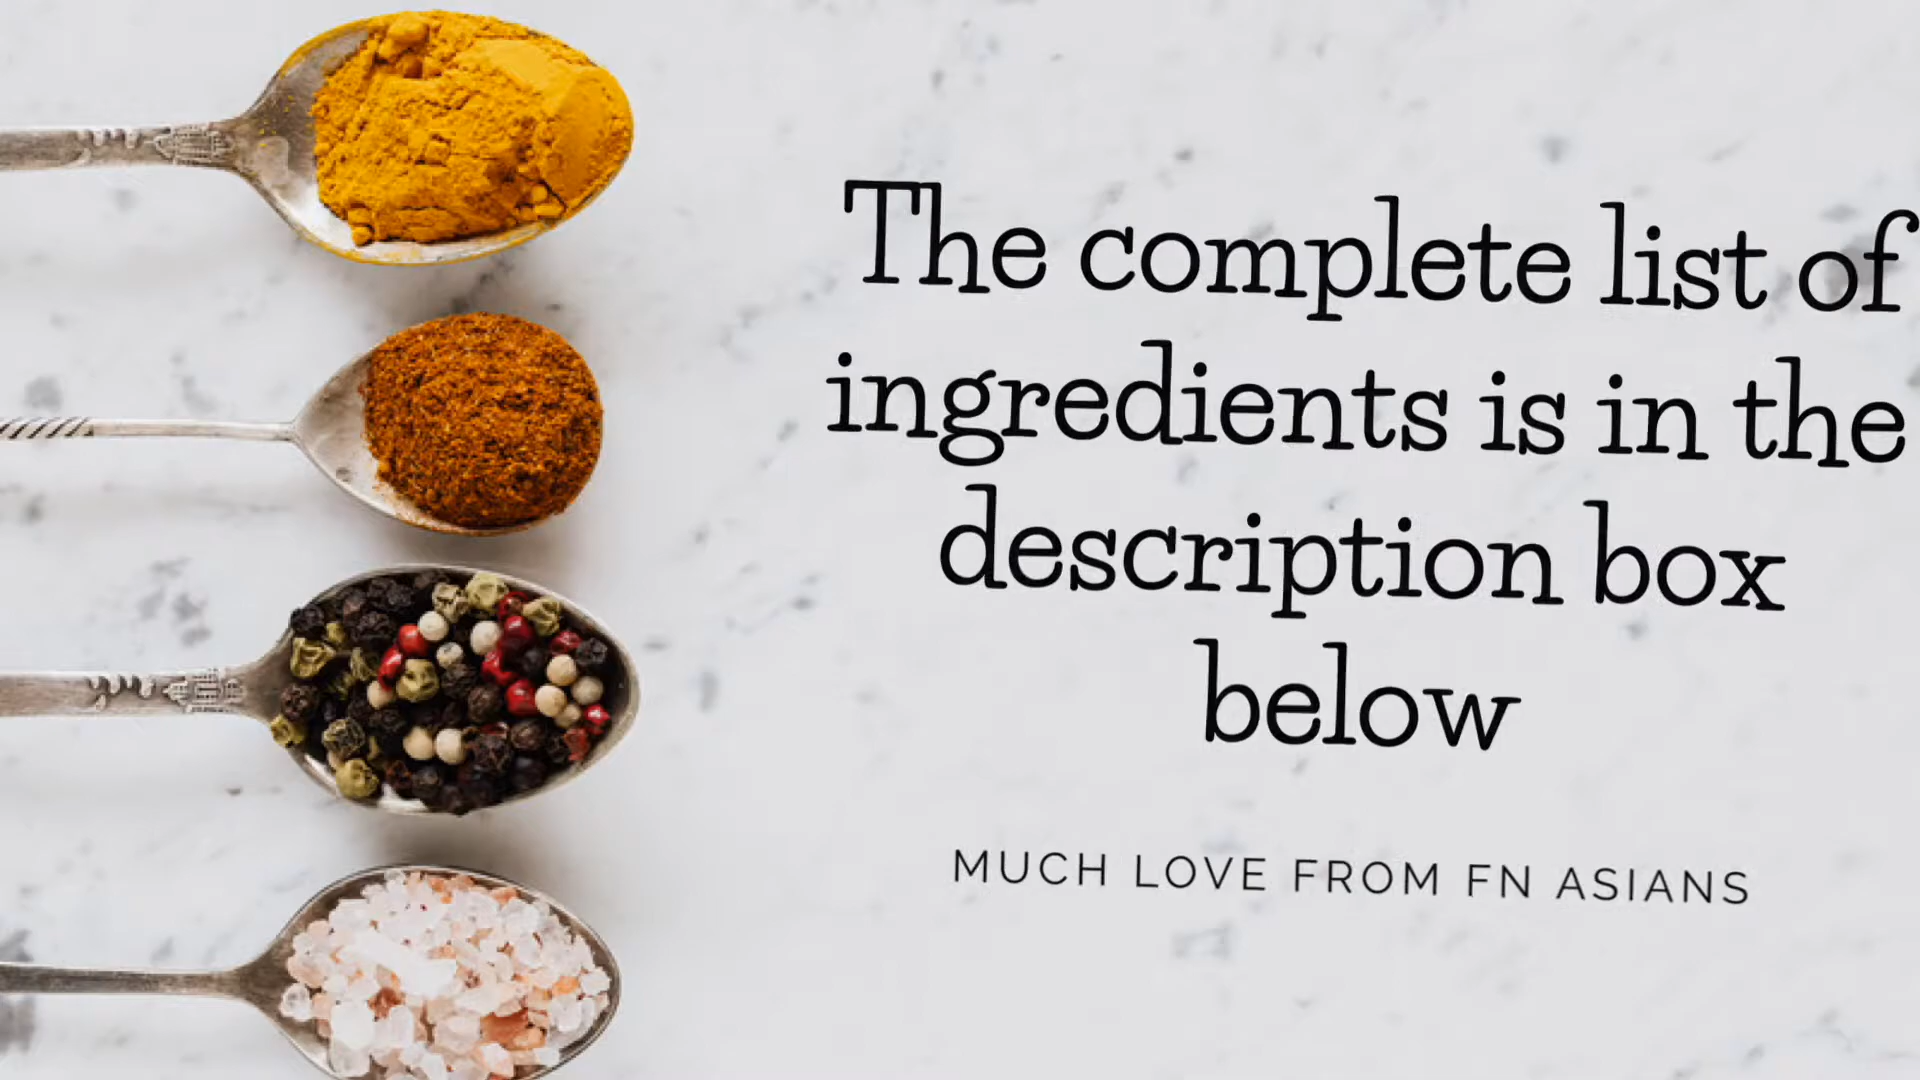 The complete list of
ingredients is in the
description box
below
MUCH LOVE FROM FN ASIANS